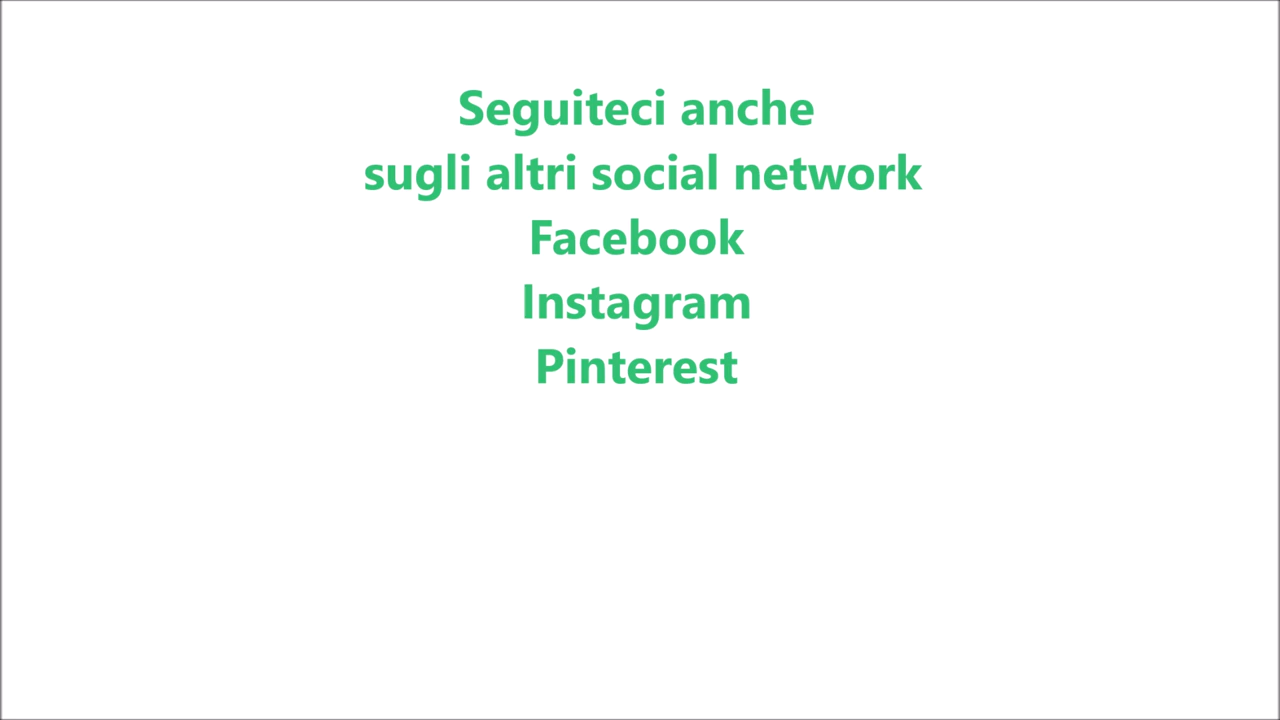 Seguiteci anche
sugli altri social network
Facebook
Instagram
Pinterest